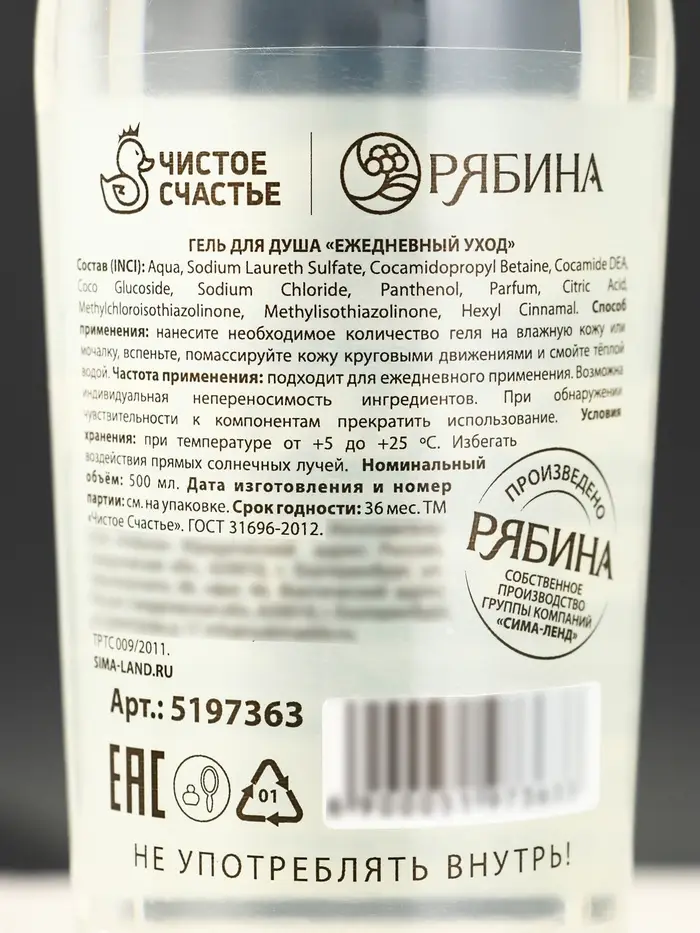 ЧИСТОЕ
СЧАСТЬЕ
РЯБИНА
ГЕЛЬ ДЛЯ ДУША «ЕЖЕДНЕВНЫЙ УХОД»
Состав (INCI): Aqua, Sodium Laureth Sulfate, Cocamidopropyl Betaine, Cocamide DEA,
Coco Glucoside, Sodium Chloride, Panthenol, Parfum, Citric Acid,
Methylchloroisothiazolinone, Methylisothiazolinone, Hexyl Cinnamal. Способ
применения: нанесите необходимое количество геля на влажную кожу или
мочалку, вспеньте, помассируйте кожу круговыми движениями и смойте тёплой
водой. Частота применения: подходит для ежедневного применения. Возможна
индивидуальная непереносимость ингредиентов. При обнаружении
чувствительности к компонентам прекратить использование. Условия
хранения: при температуре от +5 до +25 ºC. Избегать
воздействия прямых солнечных лучей. Номинальный
объём: 500 мл. Дата изготовления и номер
партии: см. на упаковке. Срок годности: 36 мес. ТМ
«Чистое Счастье». ГОСТ 31696-2012.
ПРОИЗВЕДЕНО
РЯБИНА
СОБСТВЕННОЕ
ПРОИЗВОДСТВО
ГРУППЫ КОМПАНИЙ
«СИМА-ЛЕНД»
ТР ТС 009/2011.
SIMA-LAND.RU
Арт.: 5197363
EAC
01
НЕ УПОТРЕБЛЯТЬ ВНУТРЬ!